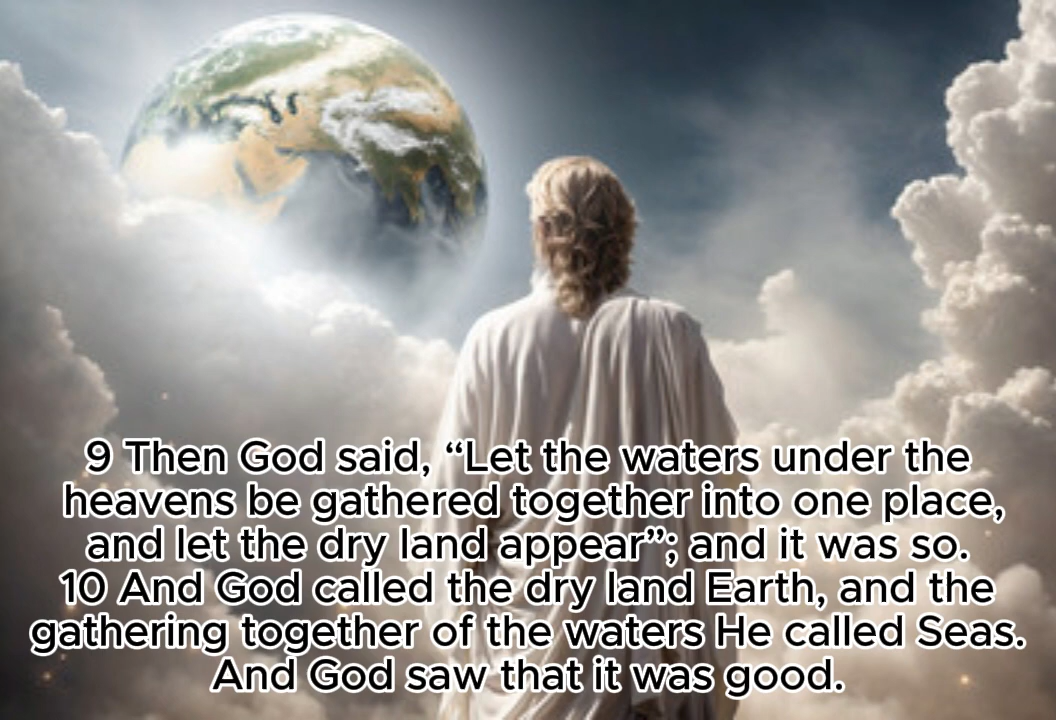 9 Then God said, “Let the waters under the
heavens be gathered together into one place,
and let the dry land appear”; and it was so.
10 And God called the dry land Earth, and the
gathering together of the waters He called Seas.
And God saw that it was good.